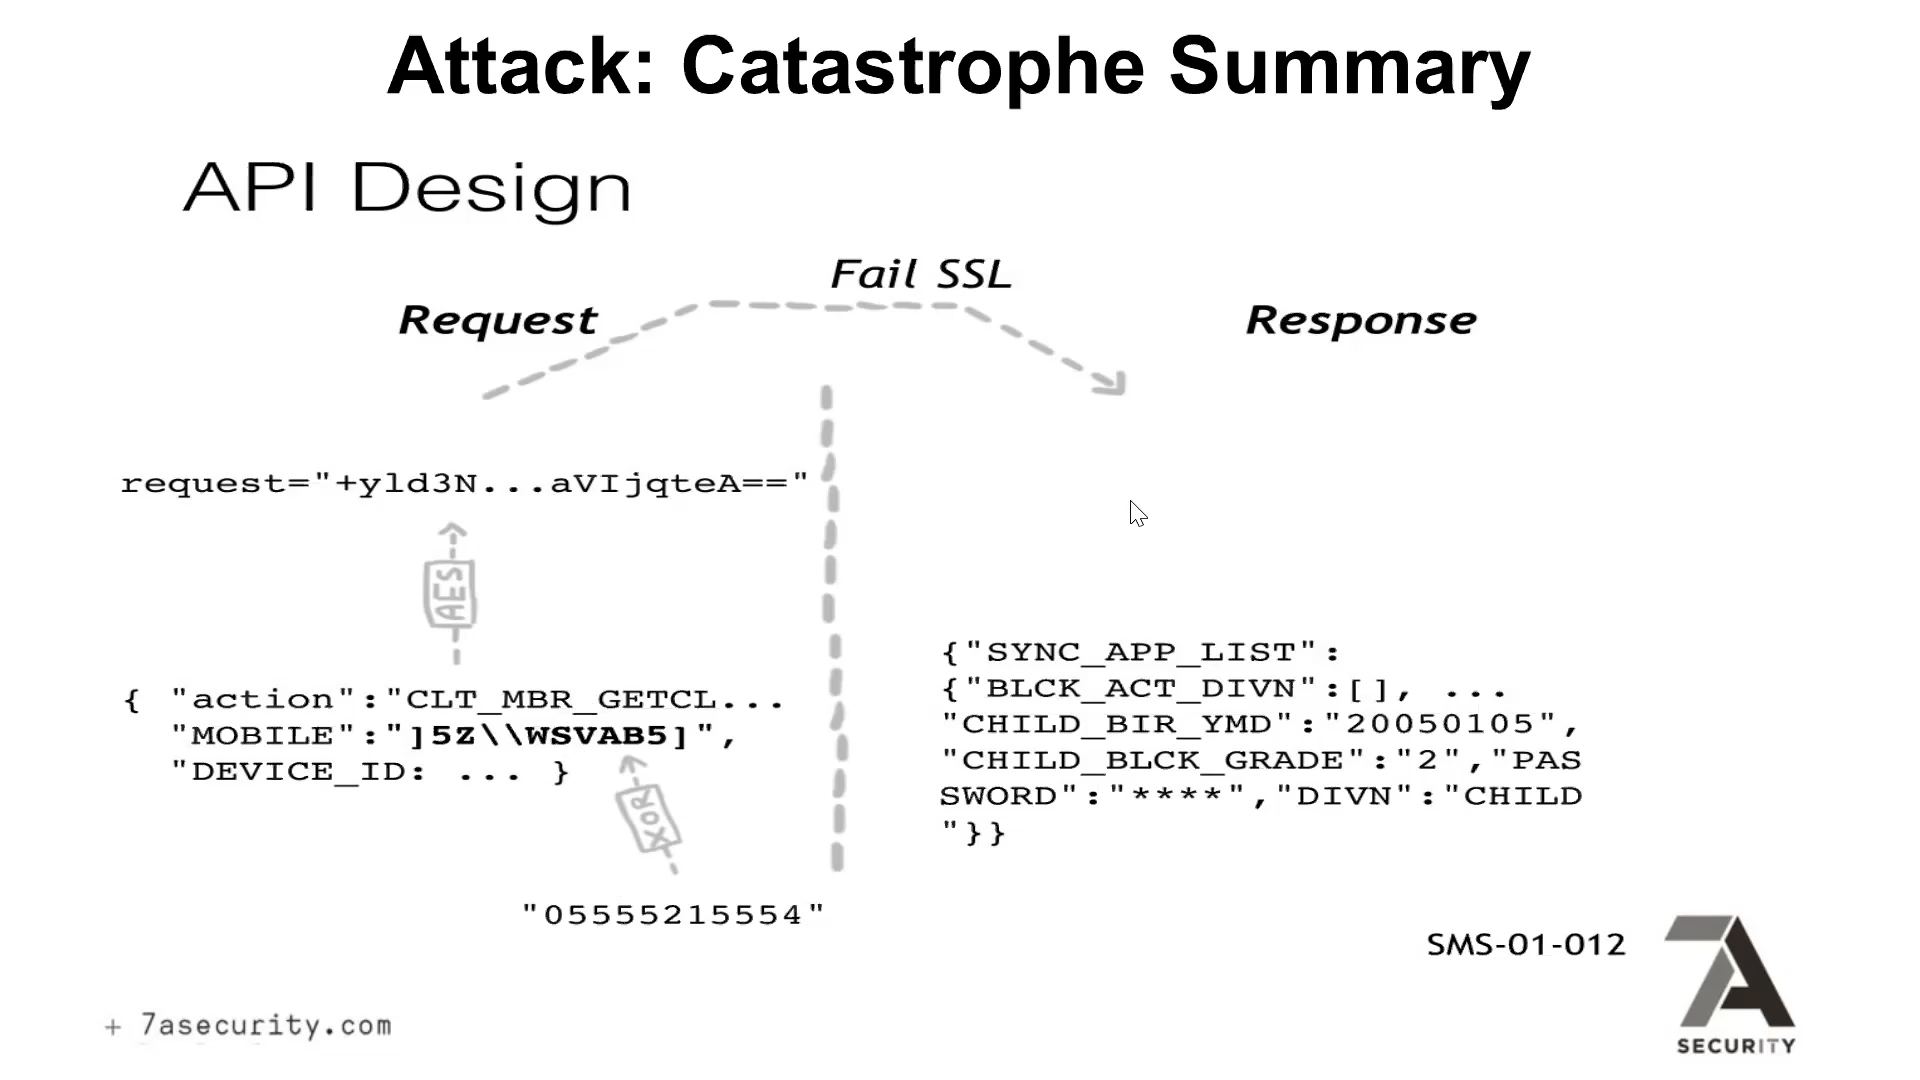 Attack: Catastrophe Summary
API Design
Fail SSL
Request
Response
request="+yld3N...aVIjqteA=="
AES
{ "action":"CLT_MBR_GETCL...
"MOBILE":"]5Z\\WSVAB5]",
"DEVICE_ID: ... }
XOR
"05555215554"
{"SYNC_APP_LIST":
{"BLCK_ACT_DIVN":[], ...
"CHILD_BIR_YMD":"20050105",
"CHILD_BLCK_GRADE":"2","PAS
SWORD":"****","DIVN":"CHILD
"}}
SMS-01-012
+ 7asecurity.com
7A
SECURITY